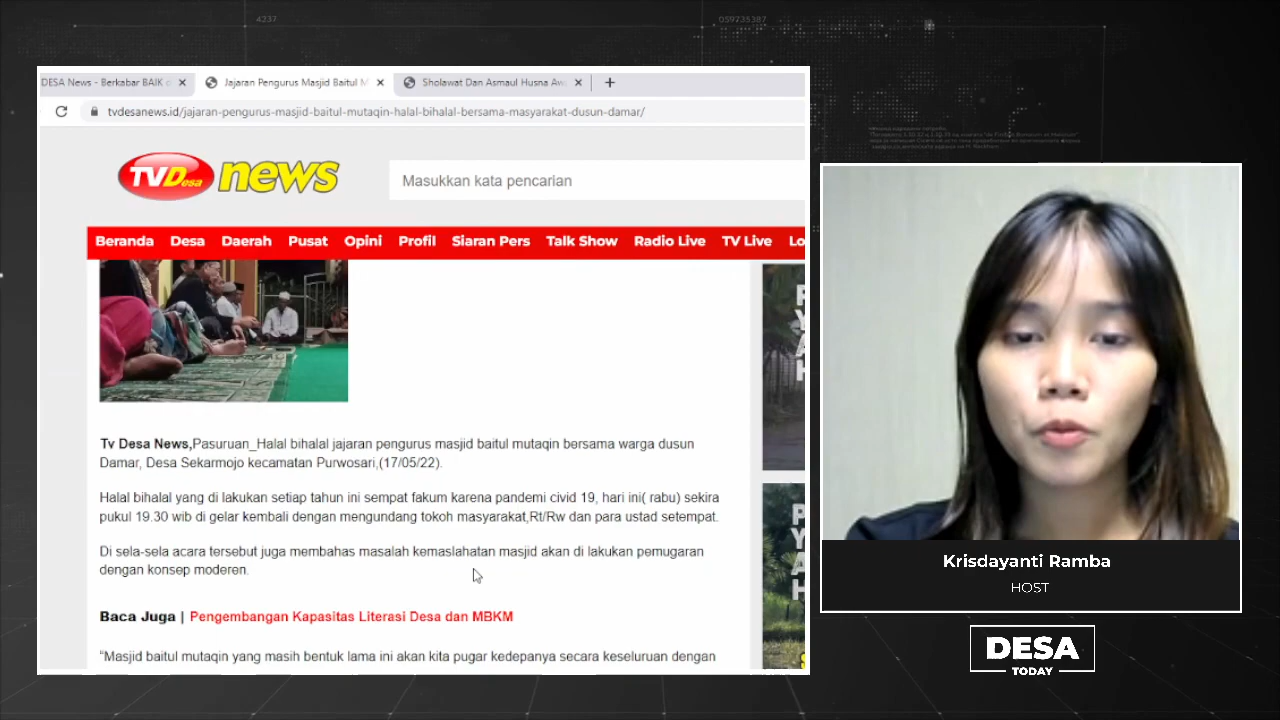 4237
059735387
DESA News - Berkabar BAIK
Jajaran Pengurus Masjid Baitul M
Sholawat Dan Asmaul Husna Aw
tvdesanews.id/jajaran-pengurus-masjid-baitul-mutaqin-halal-bihalal-bersama-masyarakat-dusun-damar/
TVDesa news
Masukkan kata pencarian
Beranda Desa Daerah Pusat Opini Profil Siaran Pers Talk Show Radio Live TV Live Lo
Tv Desa News,Pasuruan_Halal bihalal jajaran pengurus masjid baitul mutaqin bersama warga dusun
Damar, Desa Sekarmojo kecamatan Purwosari,(17/05/22).
Halal bihalal yang di lakukan setiap tahun ini sempat fakum karena pandemi civid 19, hari ini( rabu) sekira
pukul 19.30 wib di gelar kembali dengan mengundang tokoh masyarakat,Rt/Rw dan para ustad setempat.
Di sela-sela acara tersebut juga membahas masalah kemaslahatan masjid akan di lakukan pemugaran
dengan konsep moderen.
Baca Juga | Pengembangan Kapasitas Literasi Desa dan MBKM
“Masjid baitul mutaqin yang masih bentuk lama ini akan kita pugar kedepanya secara keseluruan dengan
Krisdayanti Ramba
HOST
DESA
TODAY